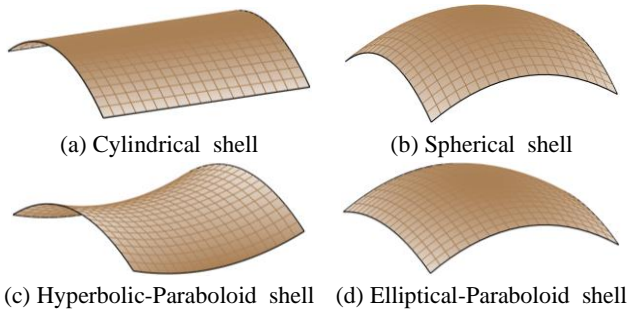 (a) Cylindrical shell
(b) Spherical shell
(c) Hyperbolic-Paraboloid shell
(d) Elliptical-Paraboloid shell